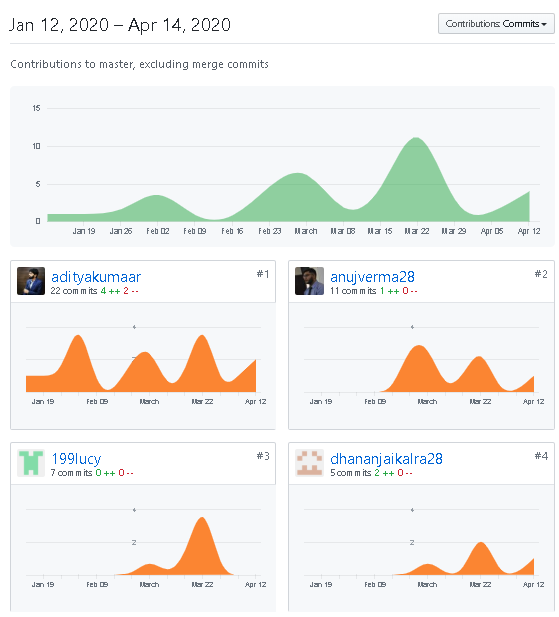 Jan 12, 2020 – Apr 14, 2020
Contributions: Commits
Contributions to master, excluding merge commits
15
10
5
0
Jan 19 Jan 26 Feb 02 Feb 09 Feb 16 Feb 23 March Mar 08 Mar 15 Mar 22 Mar 29 Apr 05 Apr 12
adityakumaar #1
22 commits 4 ++ 2 --
4
2
Jan 19 Feb 09 March Mar 22 Apr 12
anujverma28 #2
11 commits 1 ++ 0 --
4
Jan 19 Feb 09 March Mar 22 Apr 12
199lucy #3
7 commits 0 ++ 0 --
4
2
Jan 19 Feb 09 March Mar 22 Apr 12
dhananjaikalra28 #4
5 commits 2 ++ 0 --
4
2
Jan 19 Feb 09 March Mar 22 Apr 12